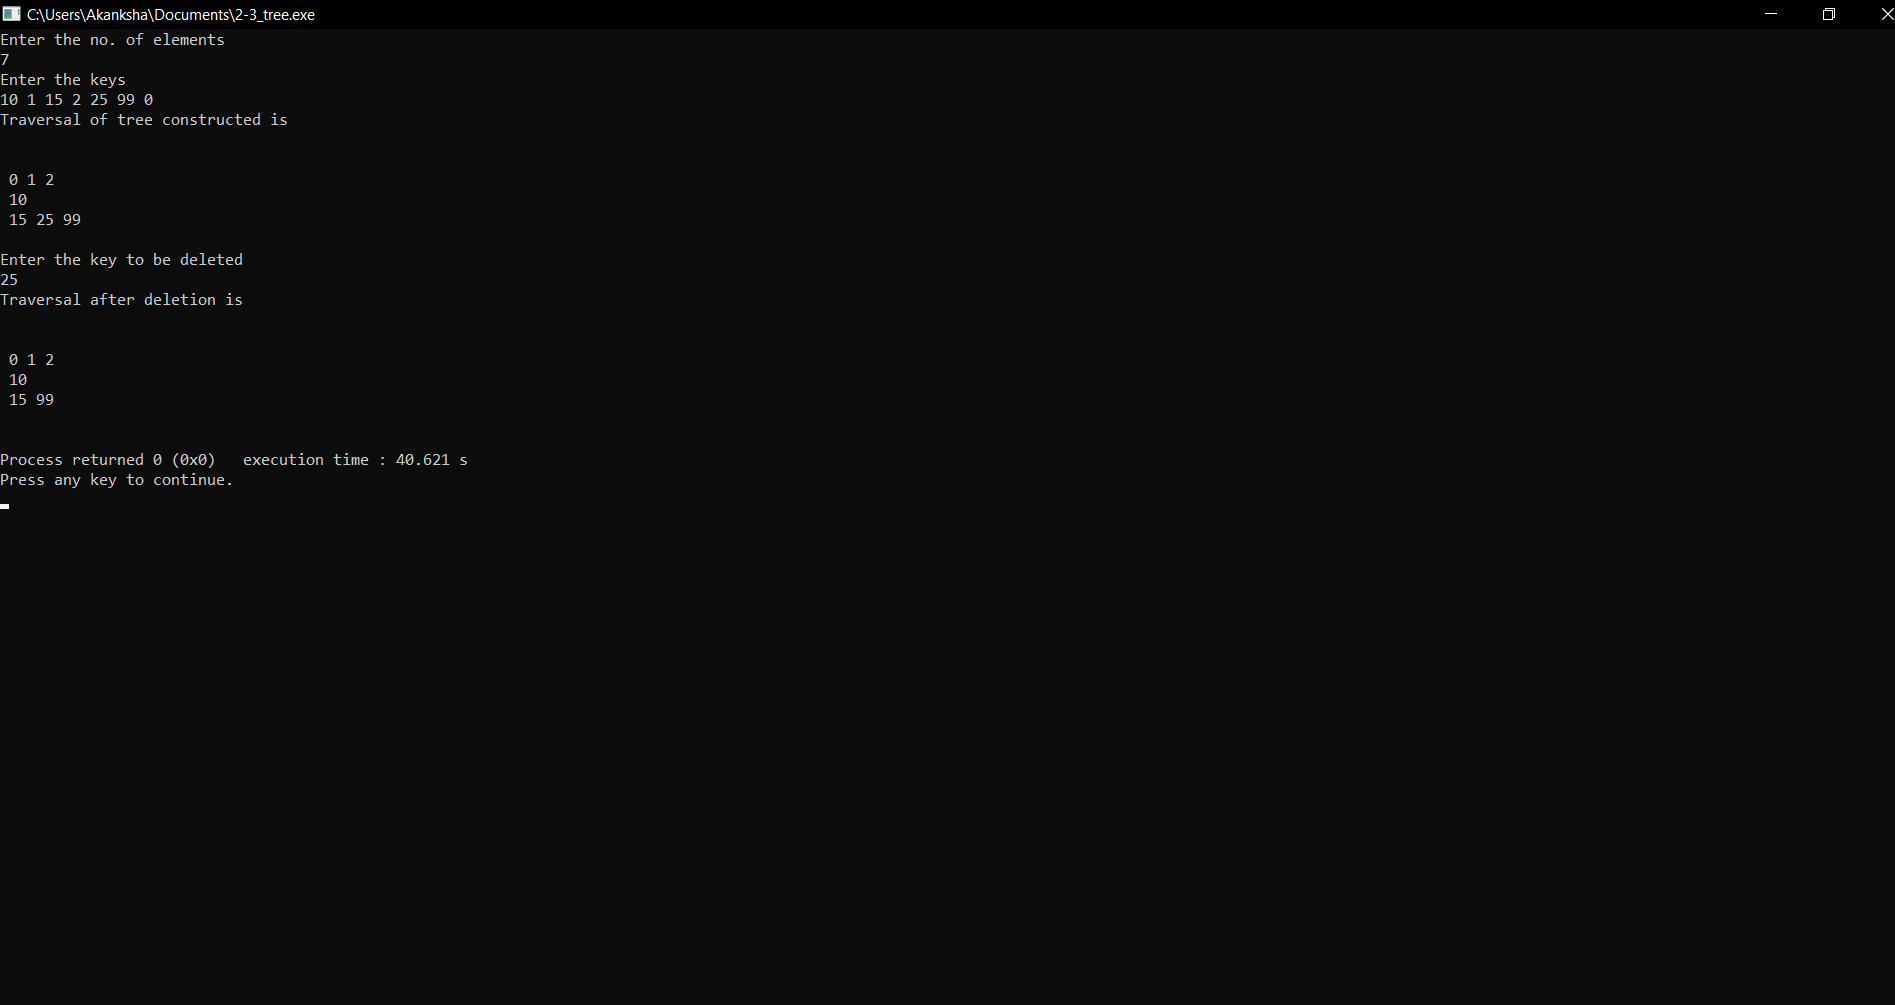 C:\Users\Akanksha\Documents\2-3_tree.exe
Enter the no. of elements
7
Enter the keys
10 1 15 2 25 99 0
Traversal of tree constructed is
0 1 2
10
15 25 99
Enter the key to be deleted
25
Traversal after deletion is
0 1 2
10
15 99
Process returned 0 (0x0)   execution time : 40.621 s
Press any key to continue.